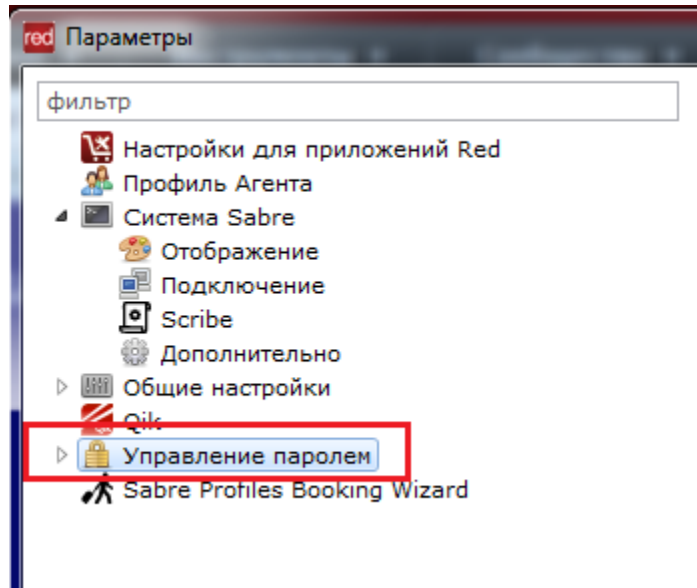 red Параметры
фильтр
Настройки для приложений Red
Профиль Агента
Система Sabre
Отображение
Подключение
Scribe
Дополнительно
Общие настройки
Qik
Управление паролем
Sabre Profiles Booking Wizard